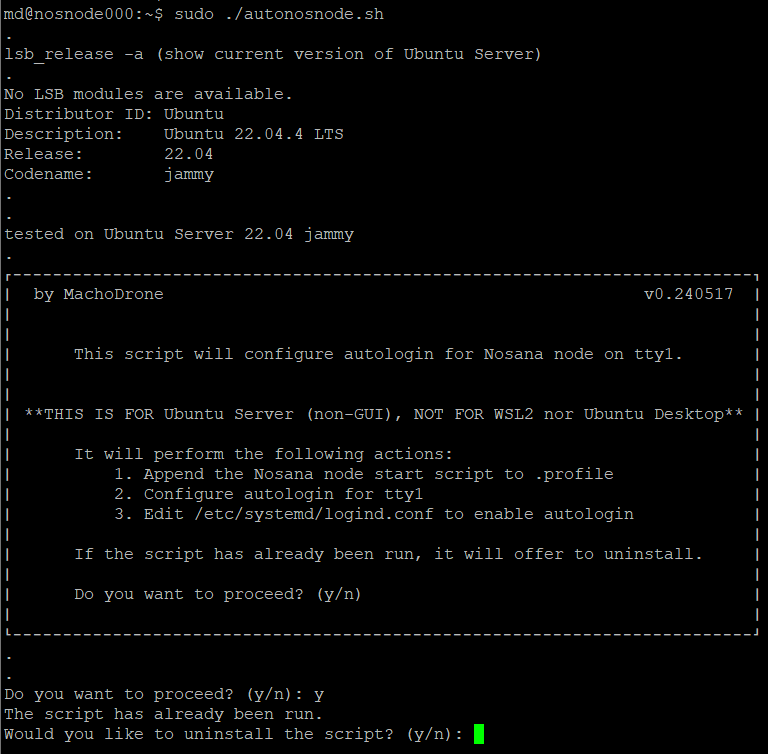 md@nosnode000:~$ sudo ./autonosnode.sh
.
lsb_release -a (show current version of Ubuntu Server)
.
No LSB modules are available.
Distributor ID: Ubuntu
Description:    Ubuntu 22.04.4 LTS
Release:        22.04
Codename:       jammy
.
.
tested on Ubuntu Server 22.04 jammy
.
by MachoDrone                                                v0.240517
This script will configure autologin for Nosana node on tty1.
**THIS IS FOR Ubuntu Server (non-GUI), NOT FOR WSL2 nor Ubuntu Desktop**
It will perform the following actions:
1. Append the Nosana node start script to .profile
2. Configure autologin for tty1
3. Edit /etc/systemd/logind.conf to enable autologin
If the script has already been run, it will offer to uninstall.
Do you want to proceed? (y/n)
.
.
Do you want to proceed? (y/n): y
The script has already been run.
Would you like to uninstall the script? (y/n):